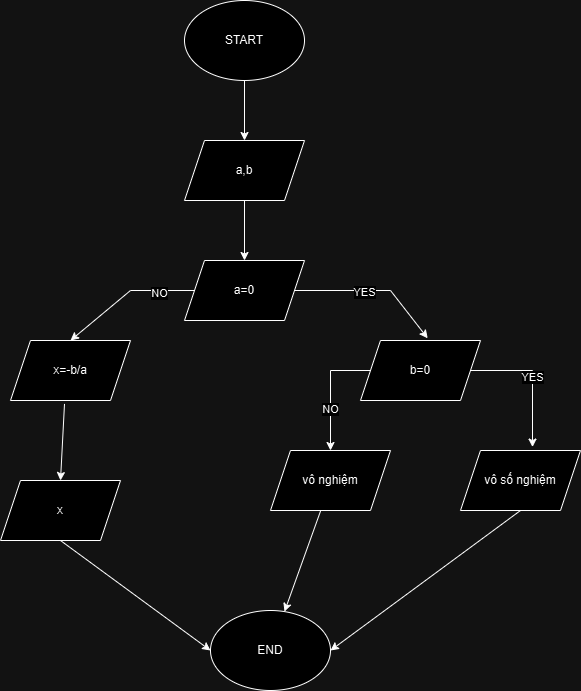 START
a,b
a=0
NO
YES
x=-b/a
b=0
NO
YES
x
vô nghiệm
vô số nghiệm
END